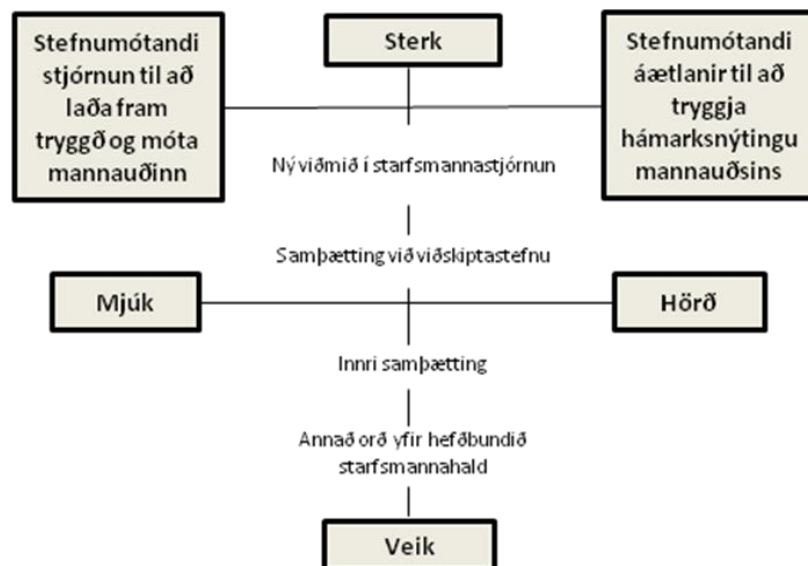 Stefnumótandi
stjórnun til að
laða fram
tryggð og móta
mannauðinn
Sterk
Stefnumótandi
áætlanir til að
tryggja
hámarksnýtingu
mannauðsins
Ný viðmið í starfsmannastjórnun
Samþætting við viðskiptastefnu
Mjúk
Hörð
Innri samþætting
Annað orð yfir hefðbundið
starfsmannahald
Veik